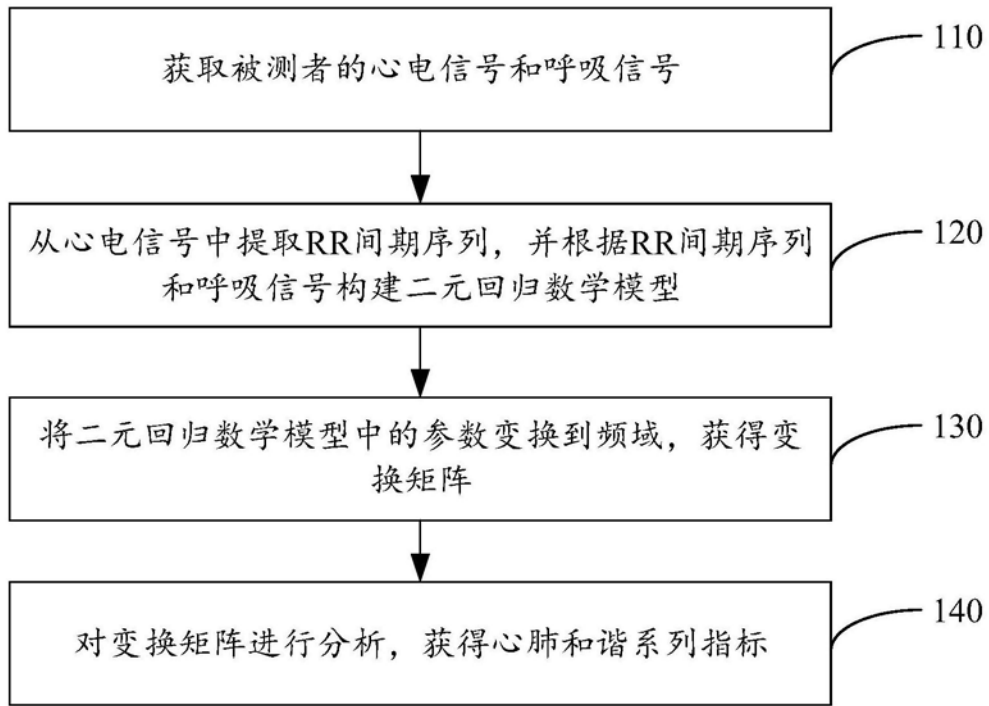 获取被测者的心电信号和呼吸信号
110
从心电信号中提取RR间期序列，并根据RR间期序列
和呼吸信号构建二元回归数学模型
120
将二元回归数学模型中的参数变换到频域，获得变
换矩阵
130
对变换矩阵进行分析，获得心肺和谐系列指标
140